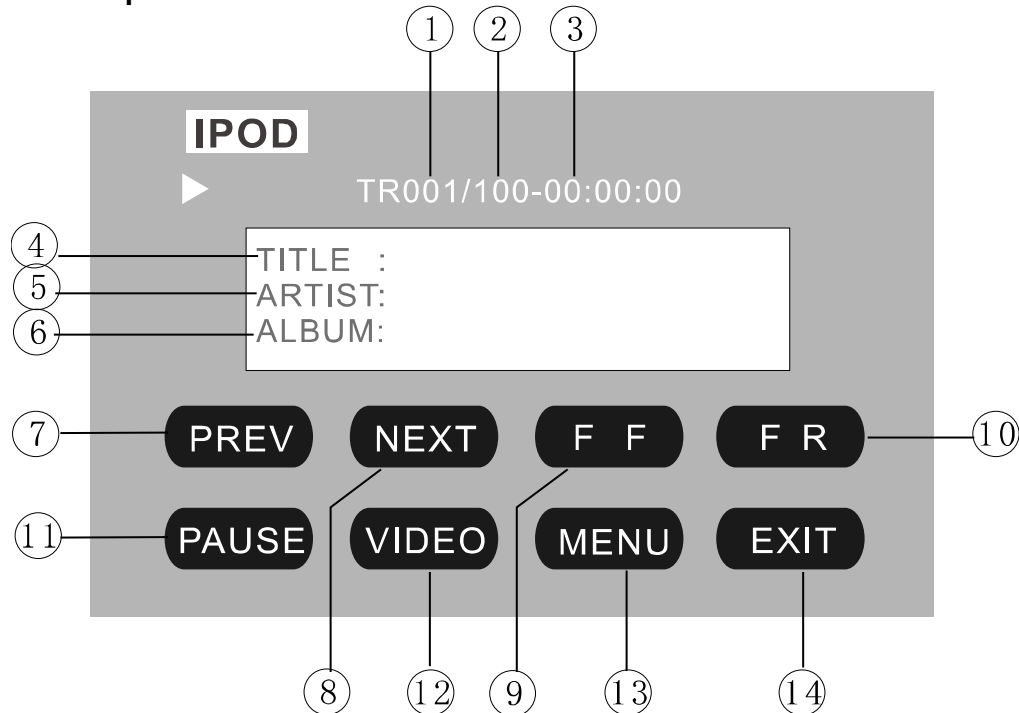 ① ② ③
IPOD
TR001/100-00:00:00
④ TITLE :
⑤ ARTIST:
⑥ ALBUM:
⑦ PREV NEXT F F F R ⑩
⑪ PAUSE VIDEO MENU EXIT
⑧ ⑫ ⑨ ⑬ ⑭